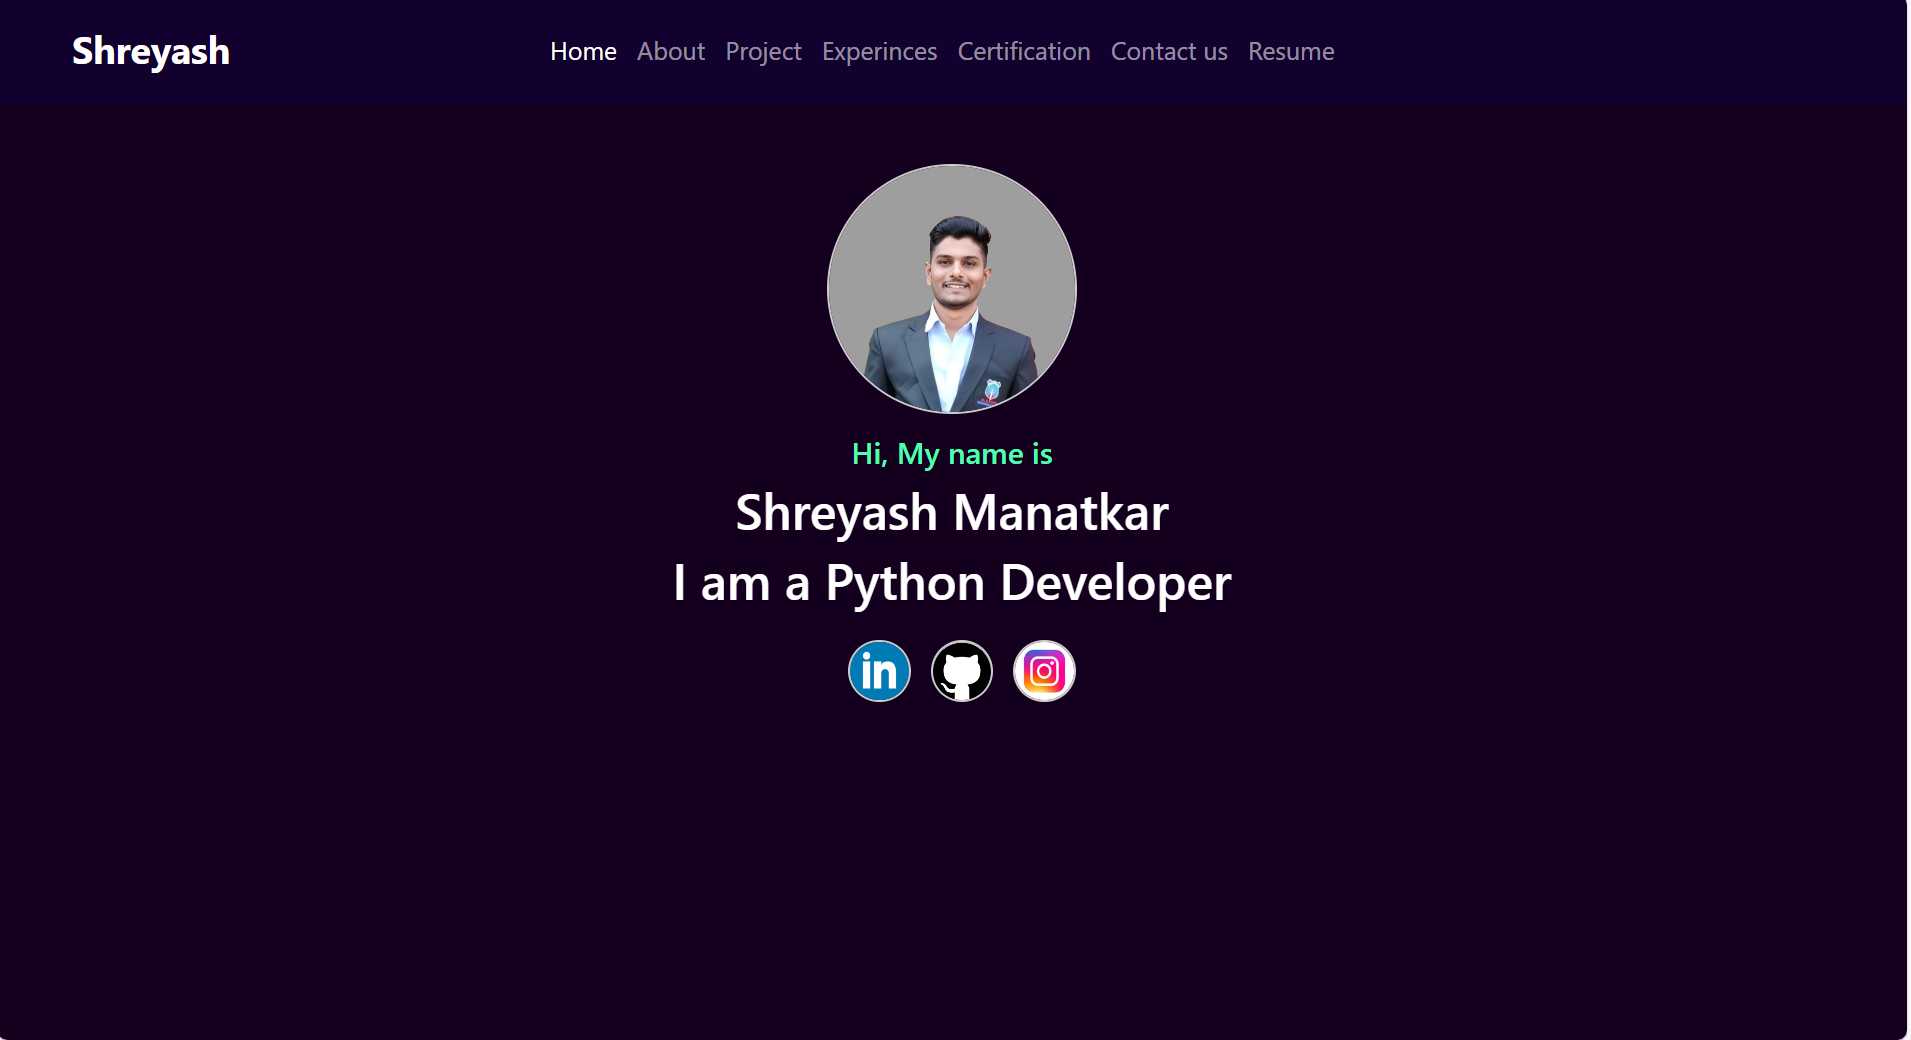 Shreyash
Home About Project Experinces Certification Contact us Resume
Hi, My name is
Shreyash Manatkar
I am a Python Developer
in